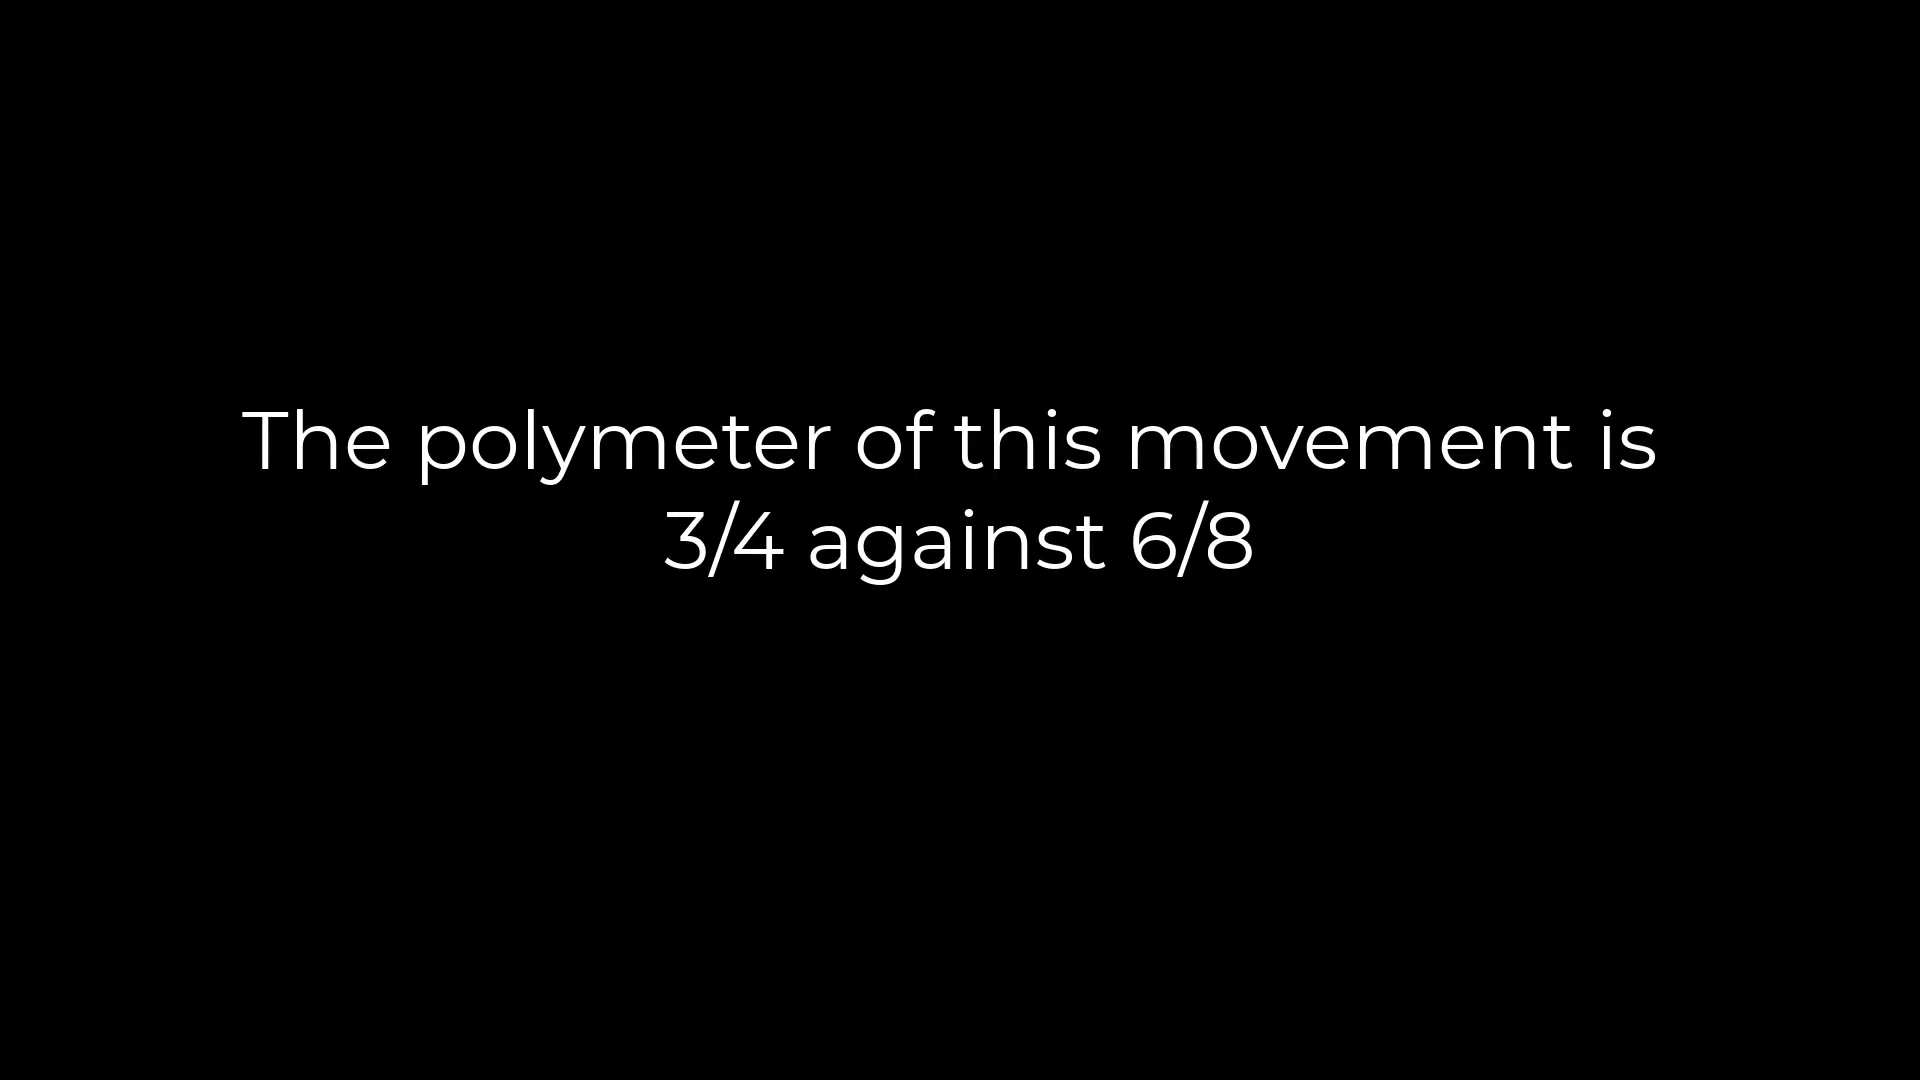 The polymeter of this movement is
3/4 against 6/8